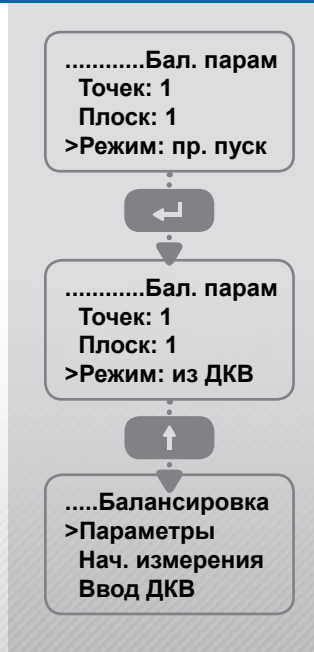 ............Бал. парам
Точек: 1
Плоск: 1
>Режим: пр. пуск
............Бал. парам
Точек: 1
Плоск: 1
>Режим: из ДКВ
.....Балансировка
>Параметры
Нач. измерения
Ввод ДКВ